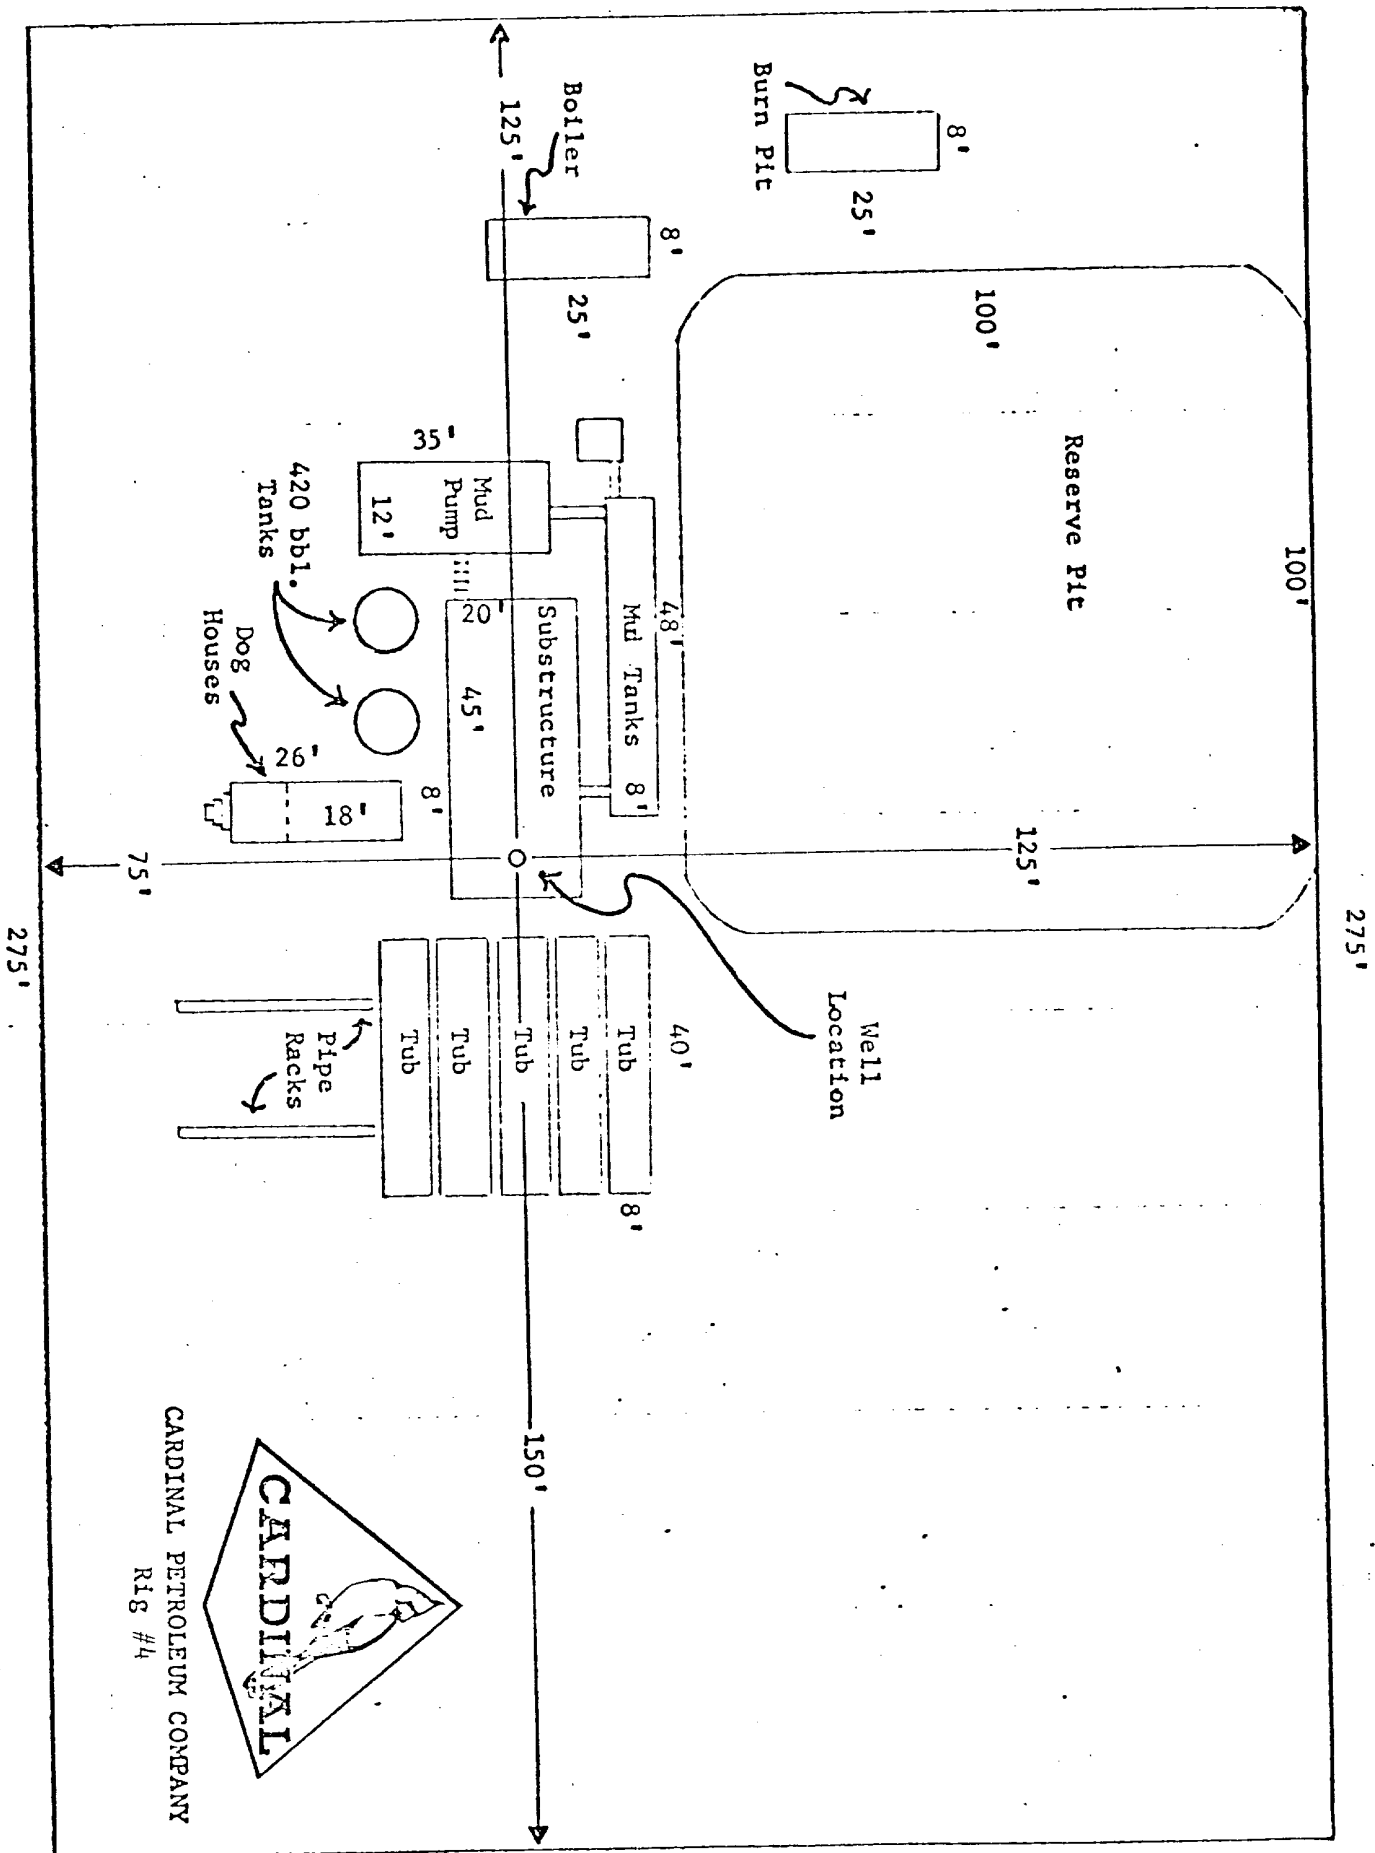 275'
100'
125'
100'
Reserve Pit
8'
25'
Burn Pit
Well
Location
8'
25'
Boiler
125'
48'
Mud Tanks 8'
Substructure
20'
45'
35'
Mud
Pump
12'
420 bbl.
Tanks
Dog
Houses
26'
18'
8'
75'
40'
Tub
Tub
Tub
Tub
Tub
8'
Pipe
Racks
150'
CARDINAL
CARDINAL PETROLEUM COMPANY
Rig #4
275'